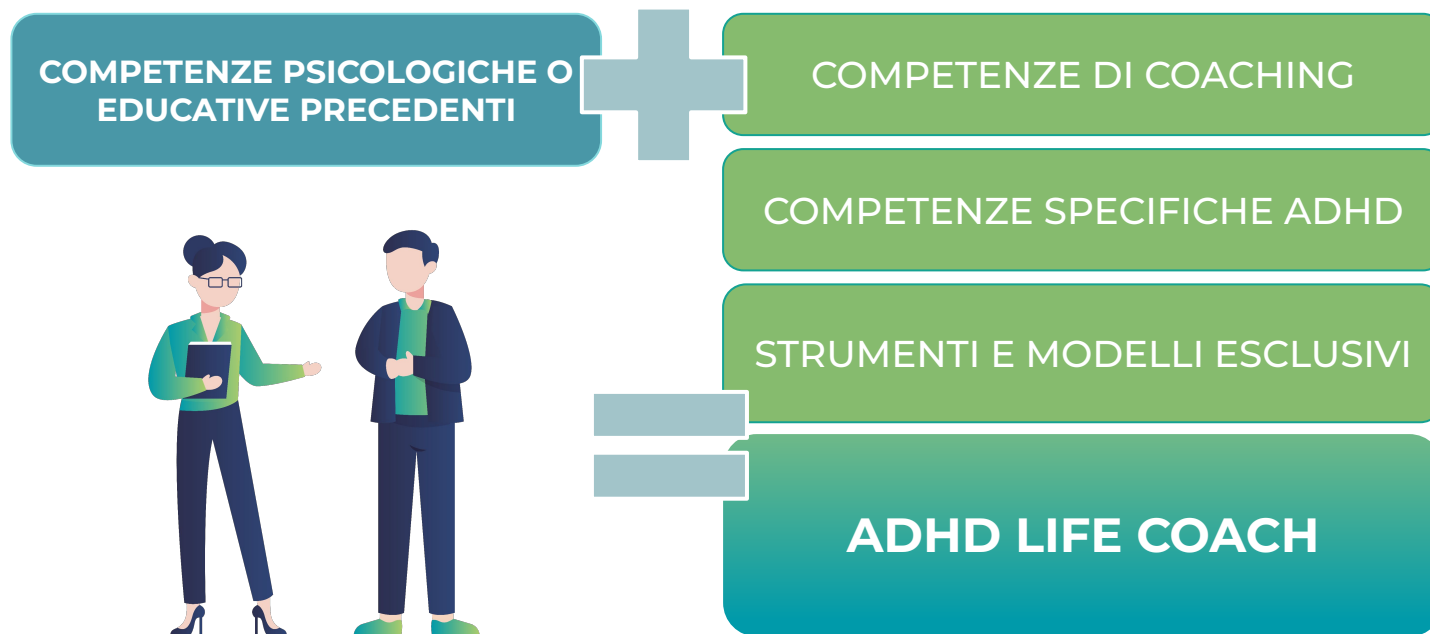 COMPETENZE PSICOLOGICHE O
EDUCATIVE PRECEDENTI
COMPETENZE DI COACHING
COMPETENZE SPECIFICHE ADHD
STRUMENTI E MODELLI ESCLUSIVI
ADHD LIFE COACH